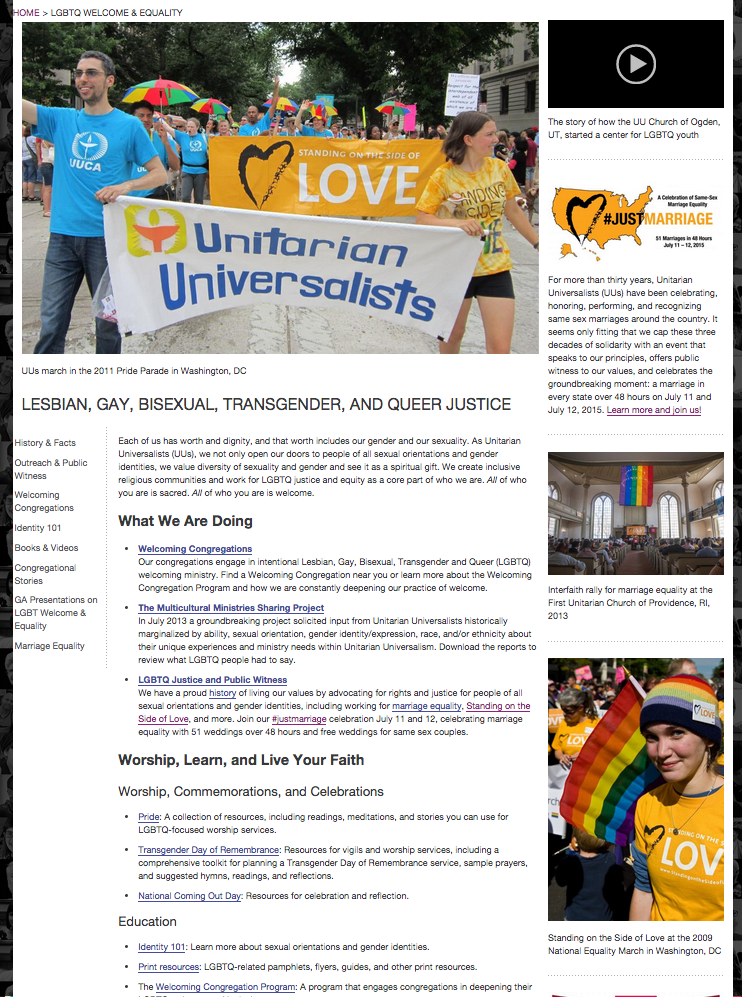 HOME > LGBTQ WELCOME & EQUALITY
UUCA
STANDING ON THE SIDE OF
LOVE
Unitarian
Universalists
UUs march in the 2011 Pride Parade in Washington, DC
LESBIAN, GAY, BISEXUAL, TRANSGENDER, AND QUEER JUSTICE
History & Facts
Outreach & Public
Witness
Welcoming
Congregations
Identity 101
Books & Videos
Congregational
Stories
GA Presentations on
LGBT Welcome &
Equality
Marriage Equality
Each of us has worth and dignity, and that worth includes our gender and our sexuality. As Unitarian
Universalists (UUs), we not only open our doors to people of all sexual orientations and gender
identities, we value diversity of sexuality and gender and see it as a spiritual gift. We create inclusive
religious communities and work for LGBTQ justice and equity as a core part of who we are. All of who
you are is sacred. All of who you are is welcome.
What We Are Doing
• Welcoming Congregations
Our congregations engage in intentional Lesbian, Gay, Bisexual, Transgender and Queer (LGBTQ)
welcoming ministry. Find a Welcoming Congregation near you or learn more about the Welcoming
Congregation Program and how we are constantly deepening our practice of welcome.
• The Multicultural Ministries Sharing Project
In July 2013 a groundbreaking project solicited input from Unitarian Universalists historically
marginalized by ability, sexual orientation, gender identity/expression, race, and/or ethnicity about
their unique experiences and ministry needs within Unitarian Universalism. Download the reports to
review what LGBTQ people had to say.
• LGBTQ Justice and Public Witness
We have a proud history of living our values by advocating for rights and justice for people of all
sexual orientations and gender identities, including working for marriage equality, Standing on the
Side of Love, and more. Join our #justmarriage celebration July 11 and 12, celebrating marriage
equality with 51 weddings over 48 hours and free weddings for same sex couples.
Worship, Learn, and Live Your Faith
Worship, Commemorations, and Celebrations
• Pride: A collection of resources, including readings, meditations, and stories you can use for
LGBTQ-focused worship services.
• Transgender Day of Remembrance: Resources for vigils and worship services, including a
comprehensive toolkit for planning a Transgender Day of Remembrance service, sample prayers,
and suggested hymns, readings, and reflections.
• National Coming Out Day: Resources for celebration and reflection.
Education
• Identity 101: Learn more about sexual orientations and gender identities.
• Print resources: LGBTQ-related pamphlets, flyers, guides, and other print resources.
• The Welcoming Congregation Program: A program that engages congregations in deepening their
The story of how the UU Church of Ogden,
UT, started a center for LGBTQ youth
A Celebration of Same-Sex
Marriage Equality
#JUSTMARRIAGE
51 Marriages in 48 Hours
July 11 – 12, 2015
For more than thirty years, Unitarian
Universalists (UUs) have been celebrating,
honoring, performing, and recognizing
same sex marriages around the country. It
seems only fitting that we cap these three
decades of solidarity with an event that
speaks to our principles, offers public
witness to our values, and celebrates the
groundbreaking moment: a marriage in
every state over 48 hours on July 11 and
July 12, 2015. Learn more and join us!
Interfaith rally for marriage equality at the
First Unitarian Church of Providence, RI,
2013
LOVE
Standing on the Side of Love at the 2009
National Equality March in Washington, DC